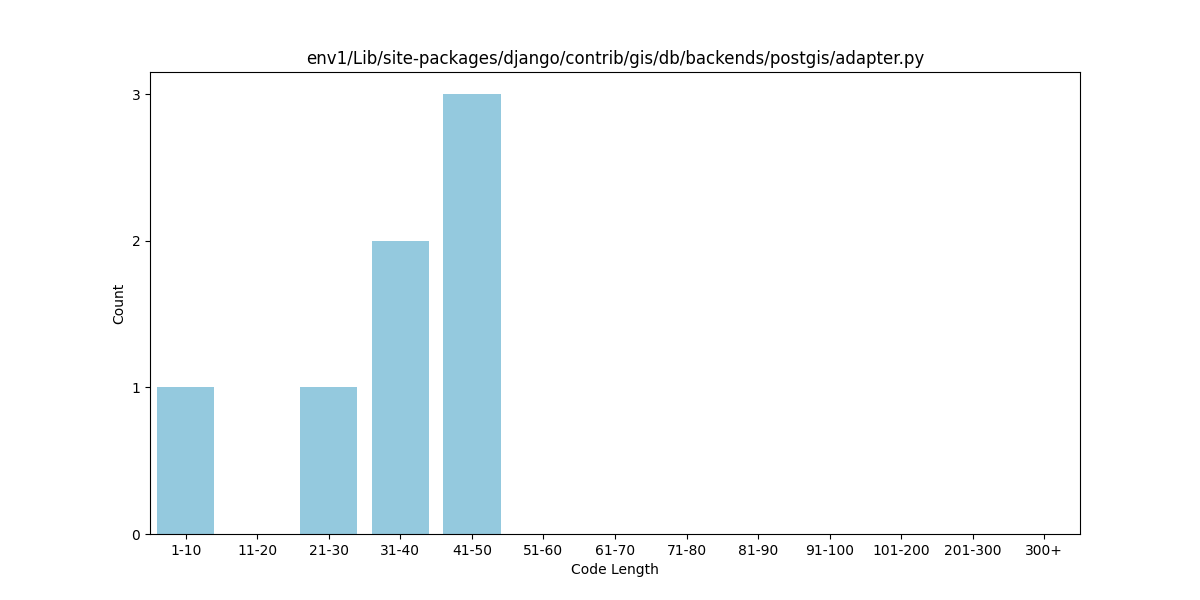 env1/Lib/site-packages/django/contrib/gis/db/backends/postgis/adapter.py
3
2
1
0
Count
1-10 11-20 21-30 31-40 41-50 51-60 61-70 71-80 81-90 91-100 101-200 201-300 300+
Code Length